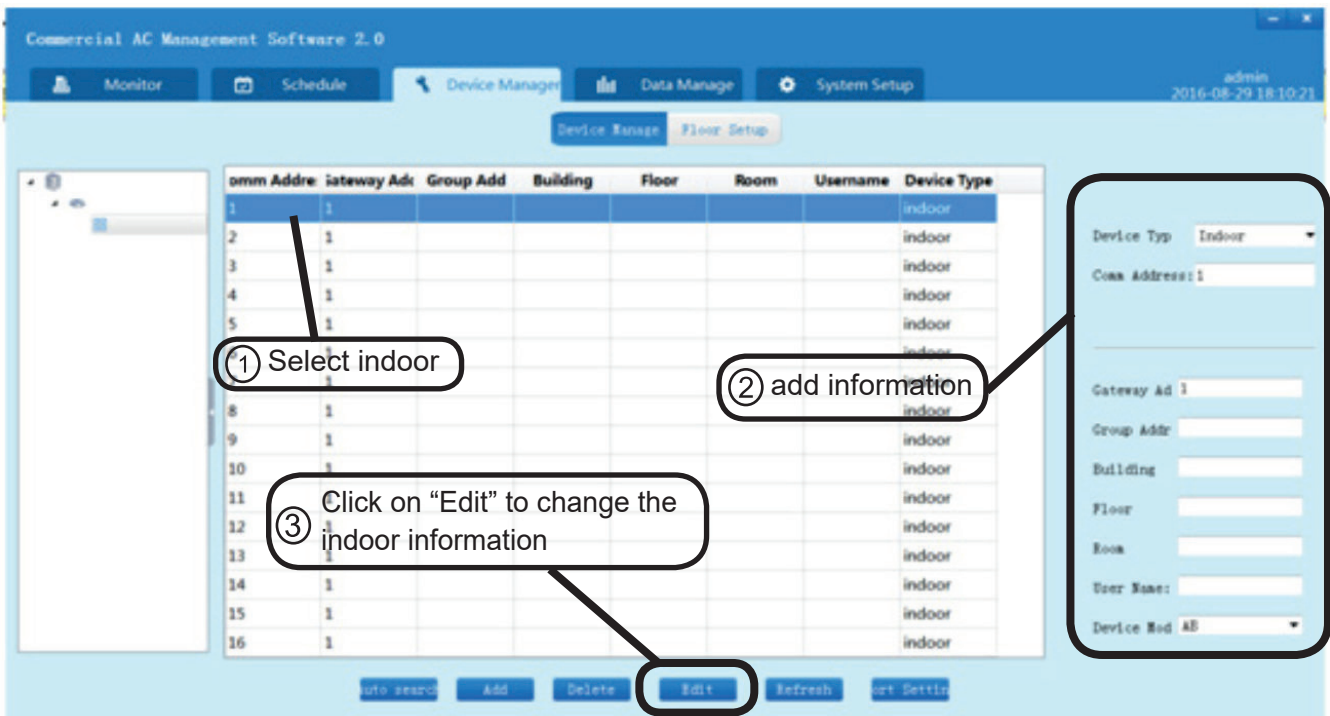 Commercial AC Management Software 2.0
Monitor Schedule Device Manager Data Manage System Setup
admin
2016-08-29 18:10:21
Device Manage Floor Setup
omm Addre: Gateway Adc Group Add Building Floor Room Username Device Type
1 1 indoor
2 1 indoor
3 1 indoor
4 1 indoor
5 1 indoor
① Select indoor
1 indoor
② add information
8 1 indoor
9 1 indoor
10 indoor
11 indoor
③ Click on “Edit” to change the
indoor information
12 indoor
13 1 indoor
14 1 indoor
15 1 indoor
16 1 indoor
Device Typ Indoor
Comm Address: 1
Gateway Ad 1
Group Addr
Building
Floor
Room
User Name:
Device Mod AB
uto search Add Delete Edit Refresh ort Settin